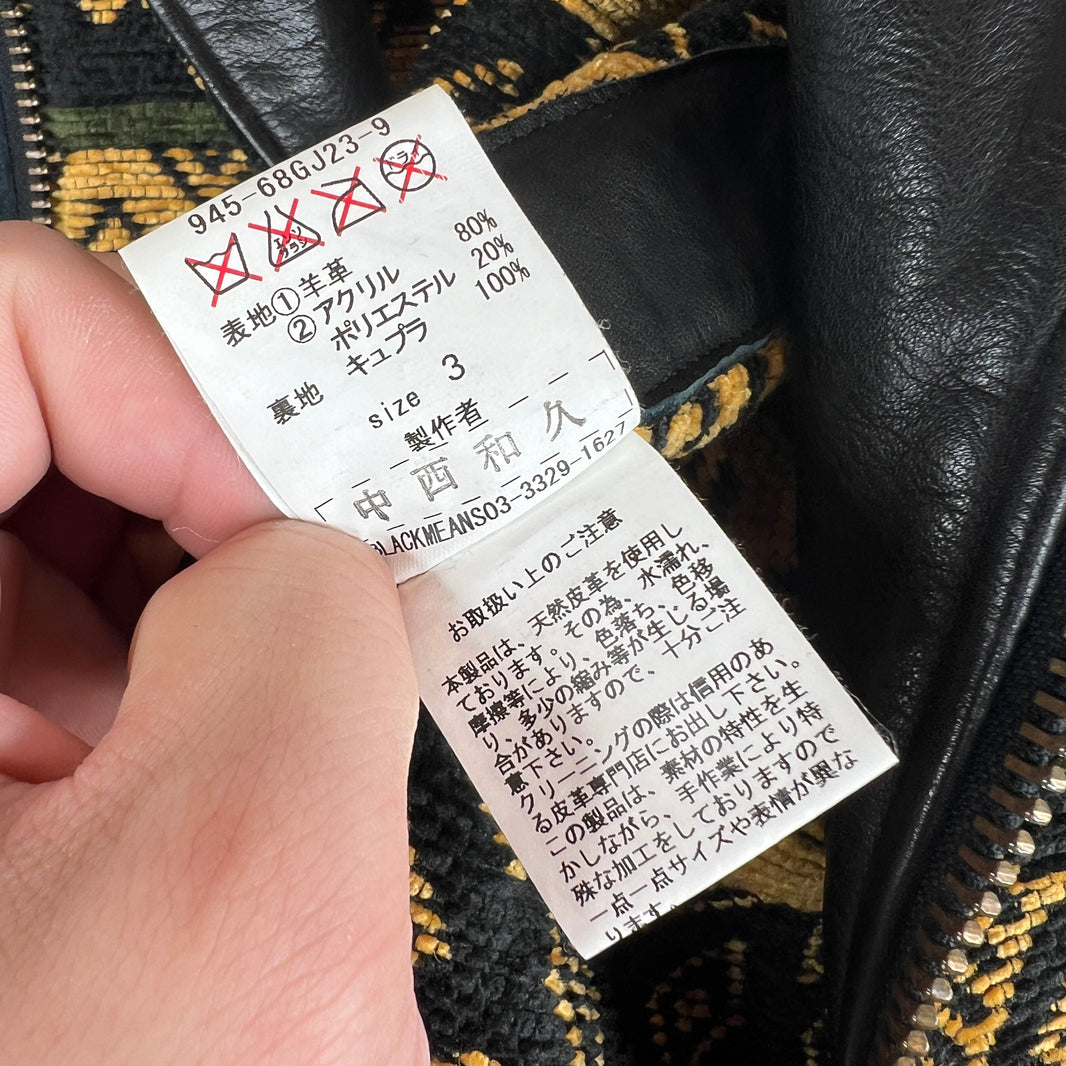 945-68GJ23-9
エンソ
ドライ
表地①羊革
②アクリル 80%
ポリエステル 20%
裏地 キュプラ 100%
size 3
製作者
中西和久
BLACKMEANS03-3329-1627
お取扱い上のご注意
本製品は、天然皮革を使用し
ております。その為、水濡れ、
摩擦等により、色落ち、色移
り、多少の縮み等が生じる場
合がありますので、十分ご注
意下さい。
クリーニングの際は信用のあ
る皮革専門店にお出し下さい。
この製品は、素材の特性を生
かしながら、手作業により特
殊な加工をしておりますので
一点一点サイズや表情が異な
ります。